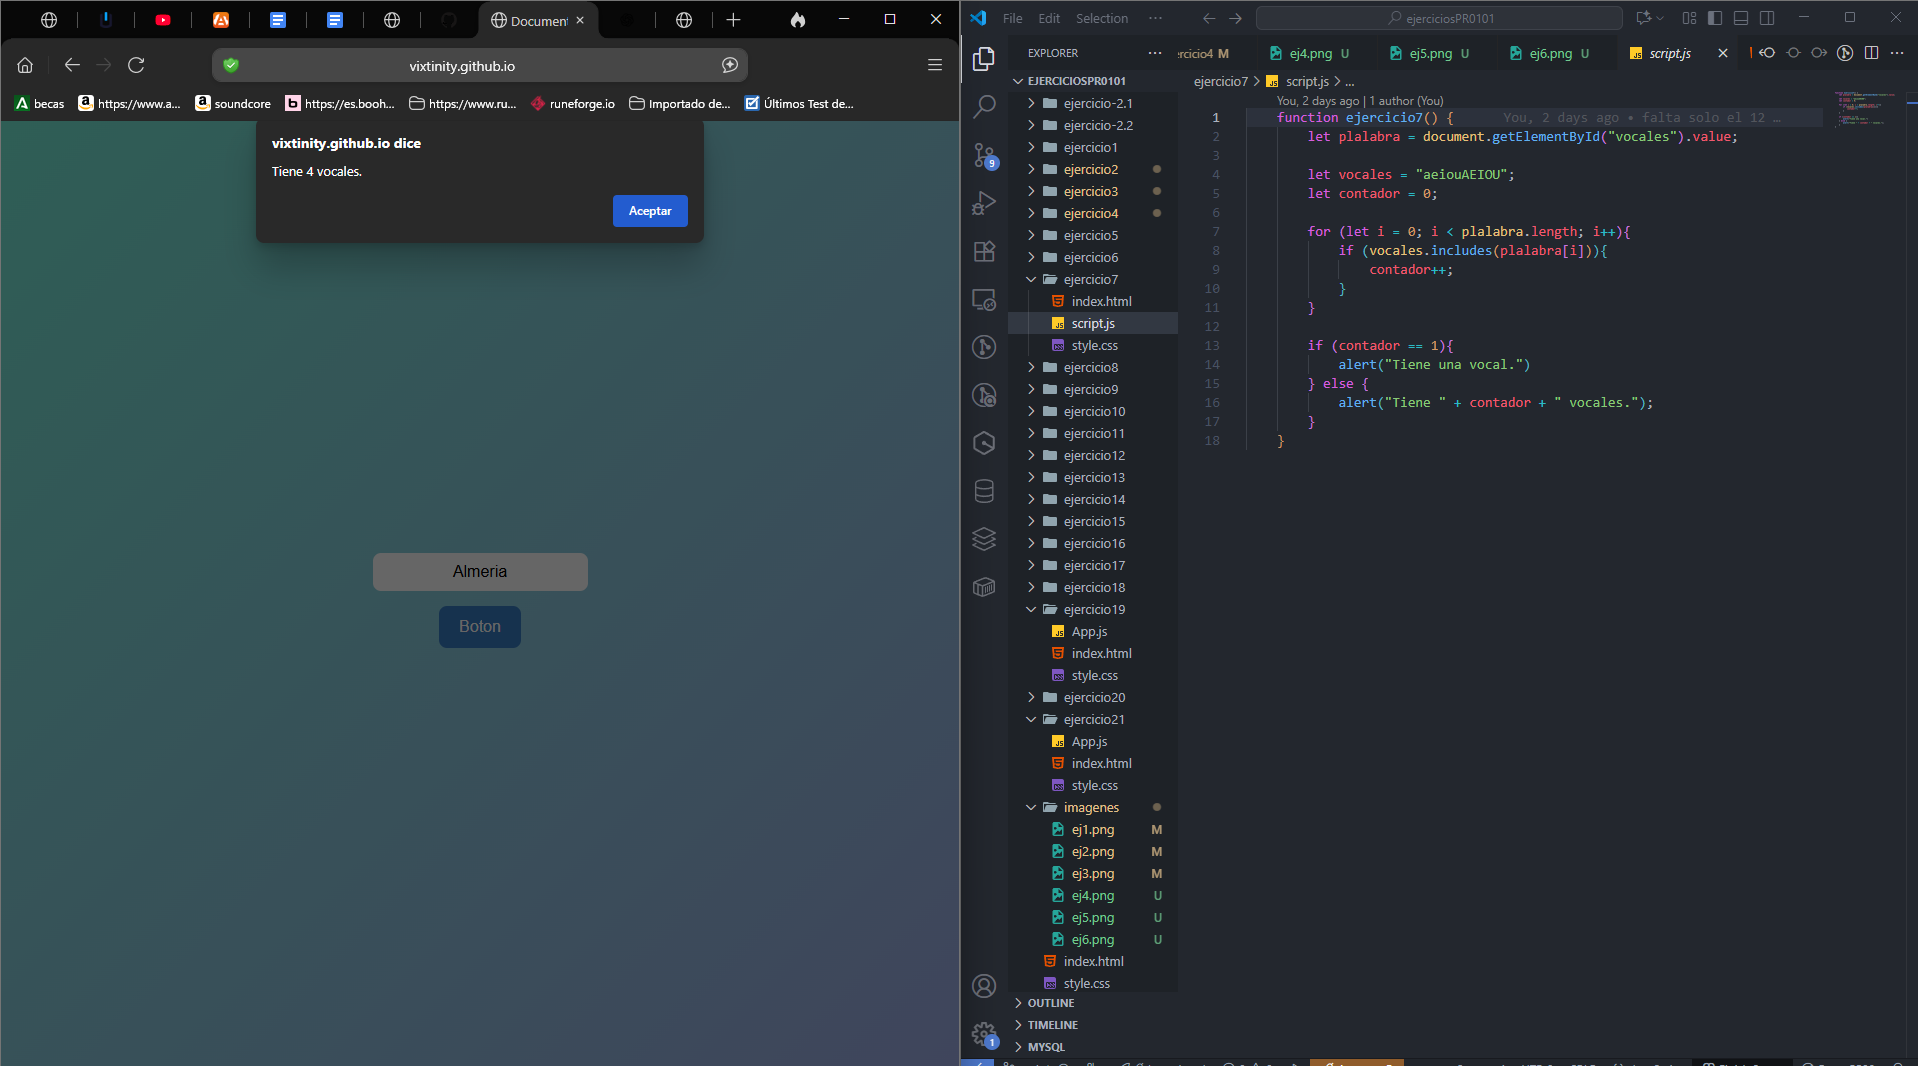 Document
vixtinity.github.io
becas
https://www.a...
soundcore
https://es.booh...
https://www.ru...
runeforge.io
Importado de...
Últimos Test de...
vixtinity.github.io dice
Tiene 4 vocales.
Aceptar
Almeria
Boton
File Edit Selection ...
ejerciciosPR0101
EXPLORER
EJERCICIOSPR0101
ejercicio-2.1
ejercicio-2.2
ejercicio1
ejercicio2
ejercicio3
ejercicio4
ejercicio5
ejercicio6
ejercicio7
index.html
script.js
style.css
ejercicio8
ejercicio9
ejercicio10
ejercicio11
ejercicio12
ejercicio13
ejercicio14
ejercicio15
ejercicio16
ejercicio17
ejercicio18
ejercicio19
App.js
index.html
style.css
ejercicio20
ejercicio21
App.js
index.html
style.css
imagenes
ej1.png M
ej2.png M
ej3.png M
ej4.png U
ej5.png U
ej6.png U
index.html
style.css
OUTLINE
TIMELINE
MYSQL
9
1
rcicio4 M
ej4.png U
ej5.png U
ej6.png U
script.js
ejercicio7 > script.js > ...
You, 2 days ago | 1 author (You)
1 function ejercicio7() { You, 2 days ago • falta solo el 12 …
2 let plalabra = document.getElementById("vocales").value;
3
4 let vocales = "aeiouAEIOU";
5 let contador = 0;
6
7 for (let i = 0; i < plalabra.length; i++){
8 if (vocales.includes(plalabra[i])){
9 contador++;
10 }
11 }
12
13 if (contador == 1){
14 alert("Tiene una vocal.")
15 } else {
16 alert("Tiene " + contador + " vocales.");
17 }
18 }